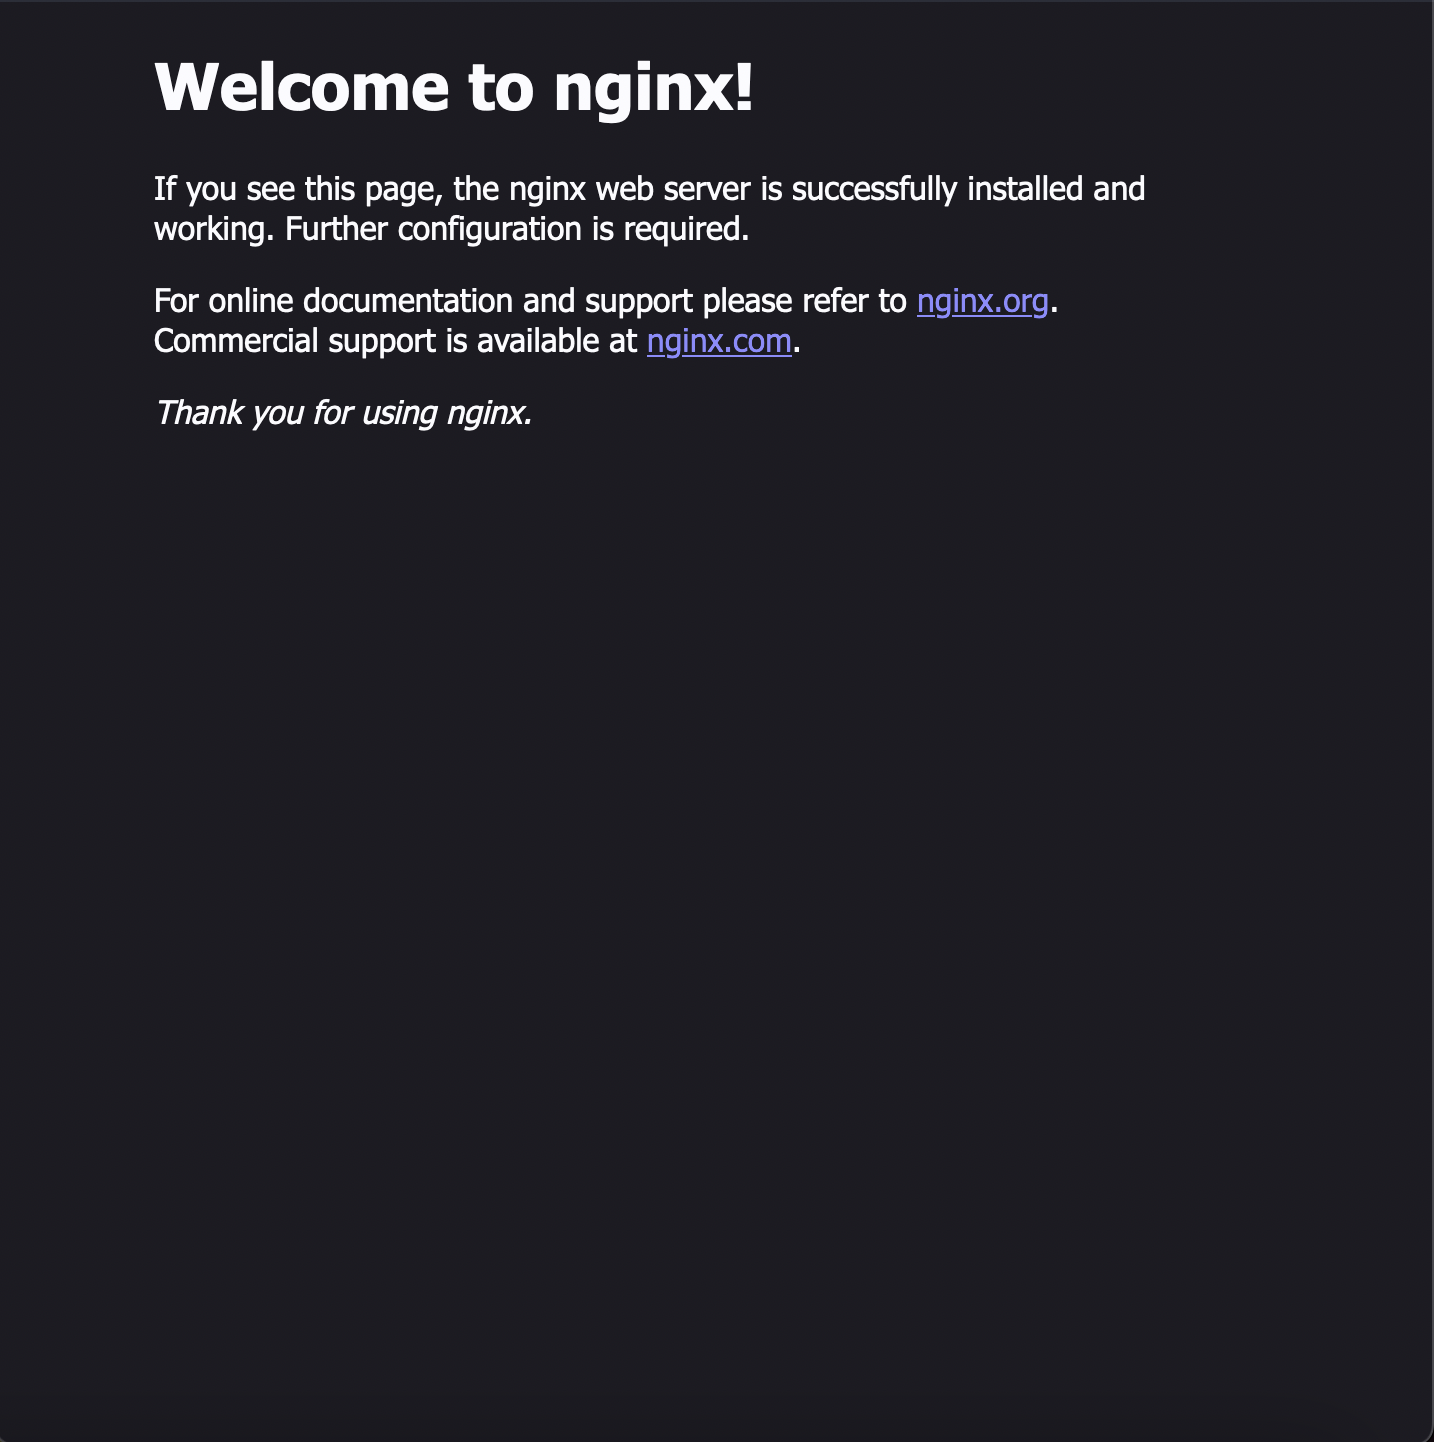 Welcome to nginx!
If you see this page, the nginx web server is successfully installed and
working. Further configuration is required.
For online documentation and support please refer to nginx.org.
Commercial support is available at nginx.com.
Thank you for using nginx.